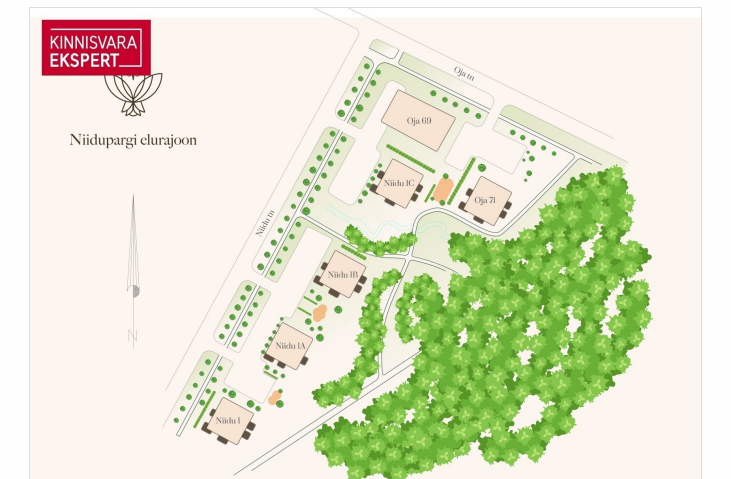 KINNISVARA
EKSPERT
Niidupargi elurajoon
Oja tn
Oja 69
Niidu 1C
Oja 71
Niidu tn
Niidu 1B
Niidu 1A
Niidu 1
N